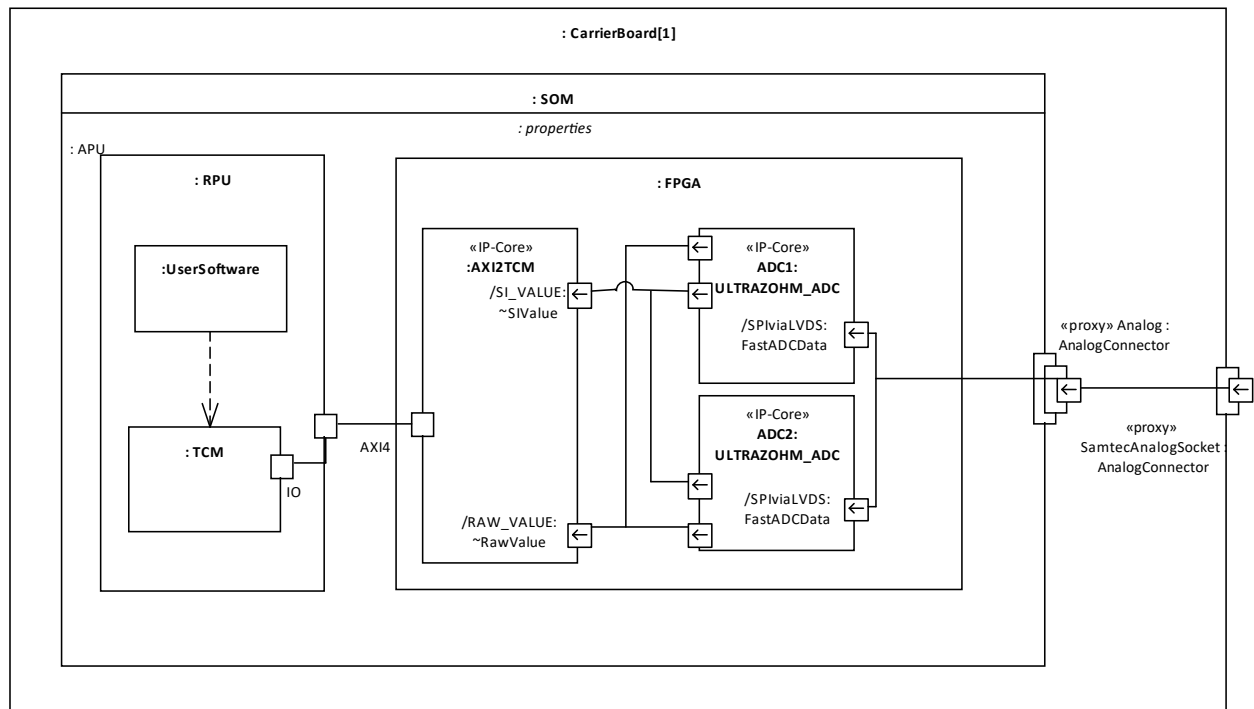 : CarrierBoard[1]
: SOM
: properties
: APU
: RPU
:UserSoftware
: TCM
IO
AXI4
: FPGA
«IP-Core»
:AXI2TCM
/SI_VALUE:
~SIValue
/RAW_VALUE:
~RawValue
«IP-Core»
ADC1:
ULTRAZOHM_ADC
/SPIviaLVDS:
FastADCData
«IP-Core»
ADC2:
ULTRAZOHM_ADC
/SPIviaLVDS:
FastADCData
«proxy» Analog :
AnalogConnector
«proxy»
SamtecAnalogSocket :
AnalogConnector